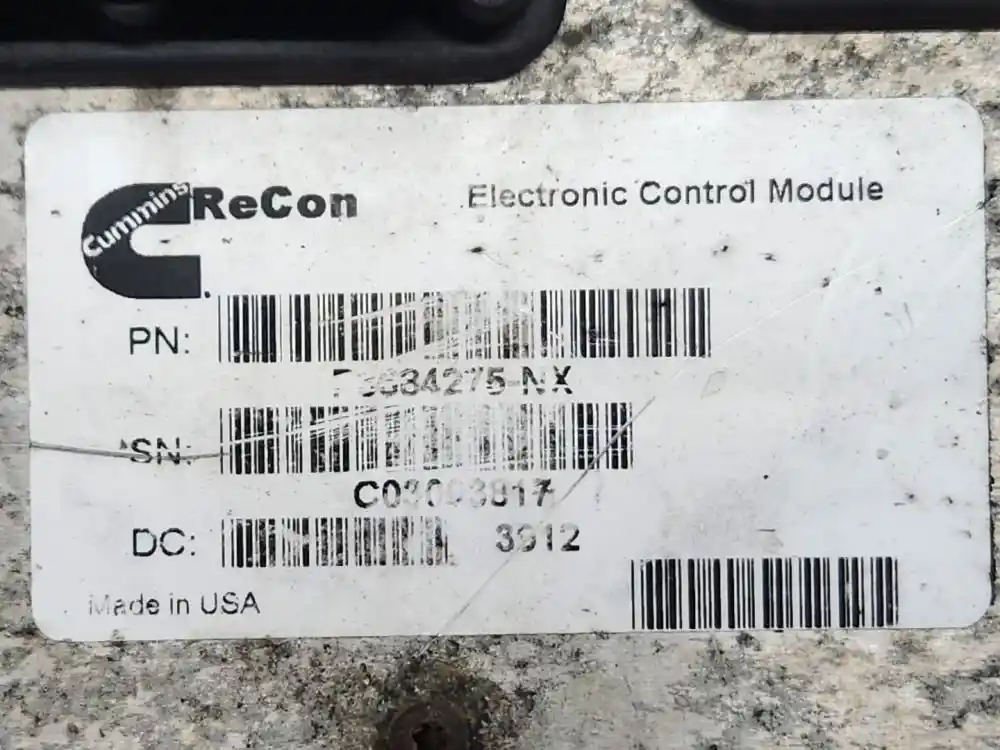 Cummins
ReCon
Electronic Control Module
PN:
SN:
DC: 3912
Made in USA